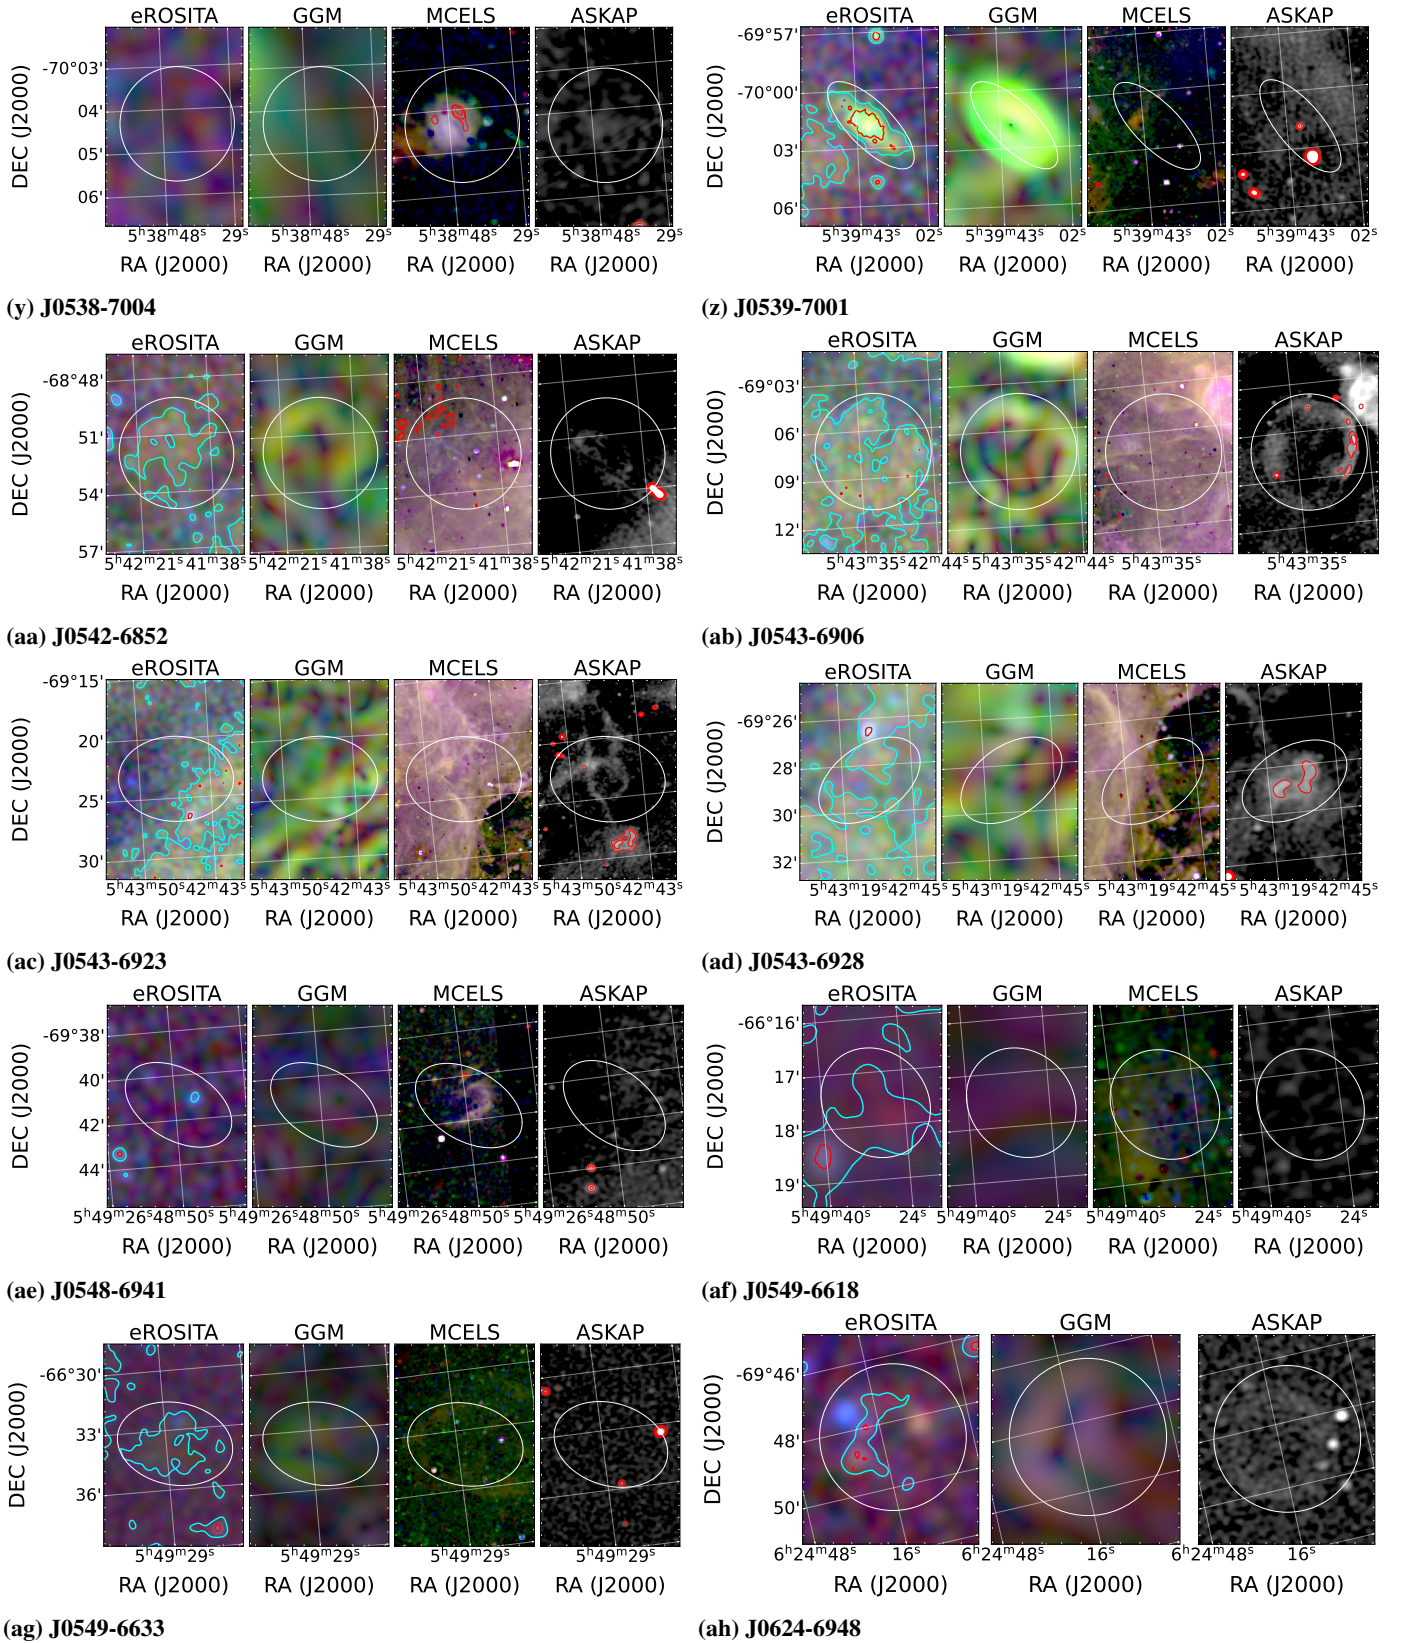 eROSITA GGM MCELS ASKAP
DEC (J2000)
-70°03'
04'
05'
06'
5ʰ38ᵐ48ˢ 29ˢ 5ʰ38ᵐ48ˢ 29ˢ 5ʰ38ᵐ48ˢ 29ˢ 5ʰ38ᵐ48ˢ 29ˢ
RA (J2000) RA (J2000) RA (J2000) RA (J2000)
(y) J0538-7004
eROSITA GGM MCELS ASKAP
DEC (J2000)
-69°57'
-70°00'
03'
06'
5ʰ39ᵐ43ˢ 02ˢ 5ʰ39ᵐ43ˢ 02ˢ 5ʰ39ᵐ43ˢ 02ˢ 5ʰ39ᵐ43ˢ 02ˢ
RA (J2000) RA (J2000) RA (J2000) RA (J2000)
(z) J0539-7001
eROSITA GGM MCELS ASKAP
DEC (J2000)
-68°48'
51'
54'
57'
5ʰ42ᵐ21ˢ 41ᵐ38ˢ 5ʰ42ᵐ21ˢ 41ᵐ38ˢ 5ʰ42ᵐ21ˢ 41ᵐ38ˢ 5ʰ42ᵐ21ˢ 41ᵐ38ˢ
RA (J2000) RA (J2000) RA (J2000) RA (J2000)
(aa) J0542-6852
eROSITA GGM MCELS ASKAP
DEC (J2000)
-69°03'
06'
09'
12'
5ʰ43ᵐ35ˢ 42ᵐ44ˢ 5ʰ43ᵐ35ˢ 42ᵐ44ˢ 5ʰ43ᵐ35ˢ 5ʰ43ᵐ35ˢ
RA (J2000) RA (J2000) RA (J2000) RA (J2000)
(ab) J0543-6906
eROSITA GGM MCELS ASKAP
DEC (J2000)
-69°15'
20'
25'
30'
5ʰ43ᵐ50ˢ 42ᵐ43ˢ 5ʰ43ᵐ50ˢ 42ᵐ43ˢ 5ʰ43ᵐ50ˢ 42ᵐ43ˢ 5ʰ43ᵐ50ˢ 42ᵐ43ˢ
RA (J2000) RA (J2000) RA (J2000) RA (J2000)
(ac) J0543-6923
eROSITA GGM MCELS ASKAP
DEC (J2000)
-69°26'
28'
30'
32'
5ʰ43ᵐ19ˢ 42ᵐ45ˢ 5ʰ43ᵐ19ˢ 42ᵐ45ˢ 5ʰ43ᵐ19ˢ 42ᵐ45ˢ 5ʰ43ᵐ19ˢ 42ᵐ45ˢ
RA (J2000) RA (J2000) RA (J2000) RA (J2000)
(ad) J0543-6928
eROSITA GGM MCELS ASKAP
DEC (J2000)
-69°38'
40'
42'
44'
5ʰ49ᵐ26ˢ 48ᵐ50ˢ 5ʰ49ᵐ26ˢ 48ᵐ50ˢ 5ʰ49ᵐ26ˢ 48ᵐ50ˢ 5ʰ49ᵐ26ˢ 48ᵐ50ˢ
RA (J2000) RA (J2000) RA (J2000) RA (J2000)
(ae) J0548-6941
eROSITA GGM MCELS ASKAP
DEC (J2000)
-66°16'
17'
18'
19'
5ʰ49ᵐ40ˢ 24ˢ 5ʰ49ᵐ40ˢ 24ˢ 5ʰ49ᵐ40ˢ 24ˢ 5ʰ49ᵐ40ˢ 24ˢ
RA (J2000) RA (J2000) RA (J2000) RA (J2000)
(af) J0549-6618
eROSITA GGM MCELS ASKAP
DEC (J2000)
-66°30'
33'
36'
5ʰ49ᵐ29ˢ 5ʰ49ᵐ29ˢ 5ʰ49ᵐ29ˢ 5ʰ49ᵐ29ˢ
RA (J2000) RA (J2000) RA (J2000) RA (J2000)
(ag) J0549-6633
eROSITA GGM ASKAP
DEC (J2000)
-69°46'
48'
50'
6ʰ24ᵐ48ˢ 16ˢ 6ʰ24ᵐ48ˢ 16ˢ 6ʰ24ᵐ48ˢ 16ˢ
RA (J2000) RA (J2000) RA (J2000)
(ah) J0624-6948